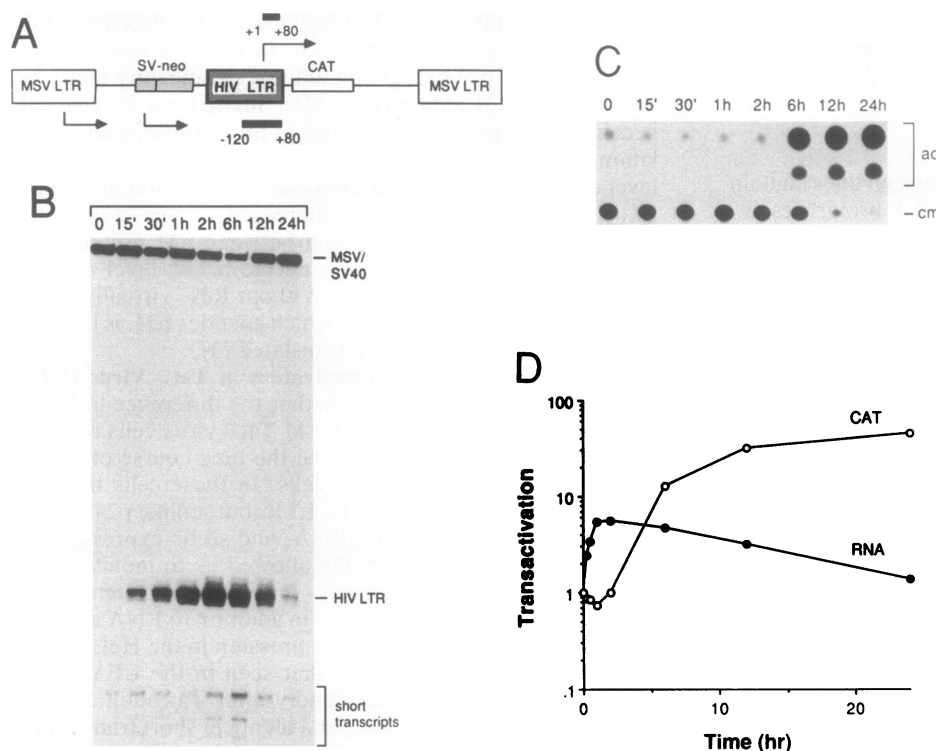 A
+1 +80
SV-neo
CAT
MSV LTR
HIV LTR
MSV LTR
-120 +80
B
0 15' 30' 1h 2h 6h 12h 24h
MSV/
SV40
HIV LTR
short
transcripts
C
0 15' 30' 1h 2h 6h 12h 24h
ac
cm
D
100
10
1
.1
Transactivation
CAT
RNA
0 10 20
Time (hr)